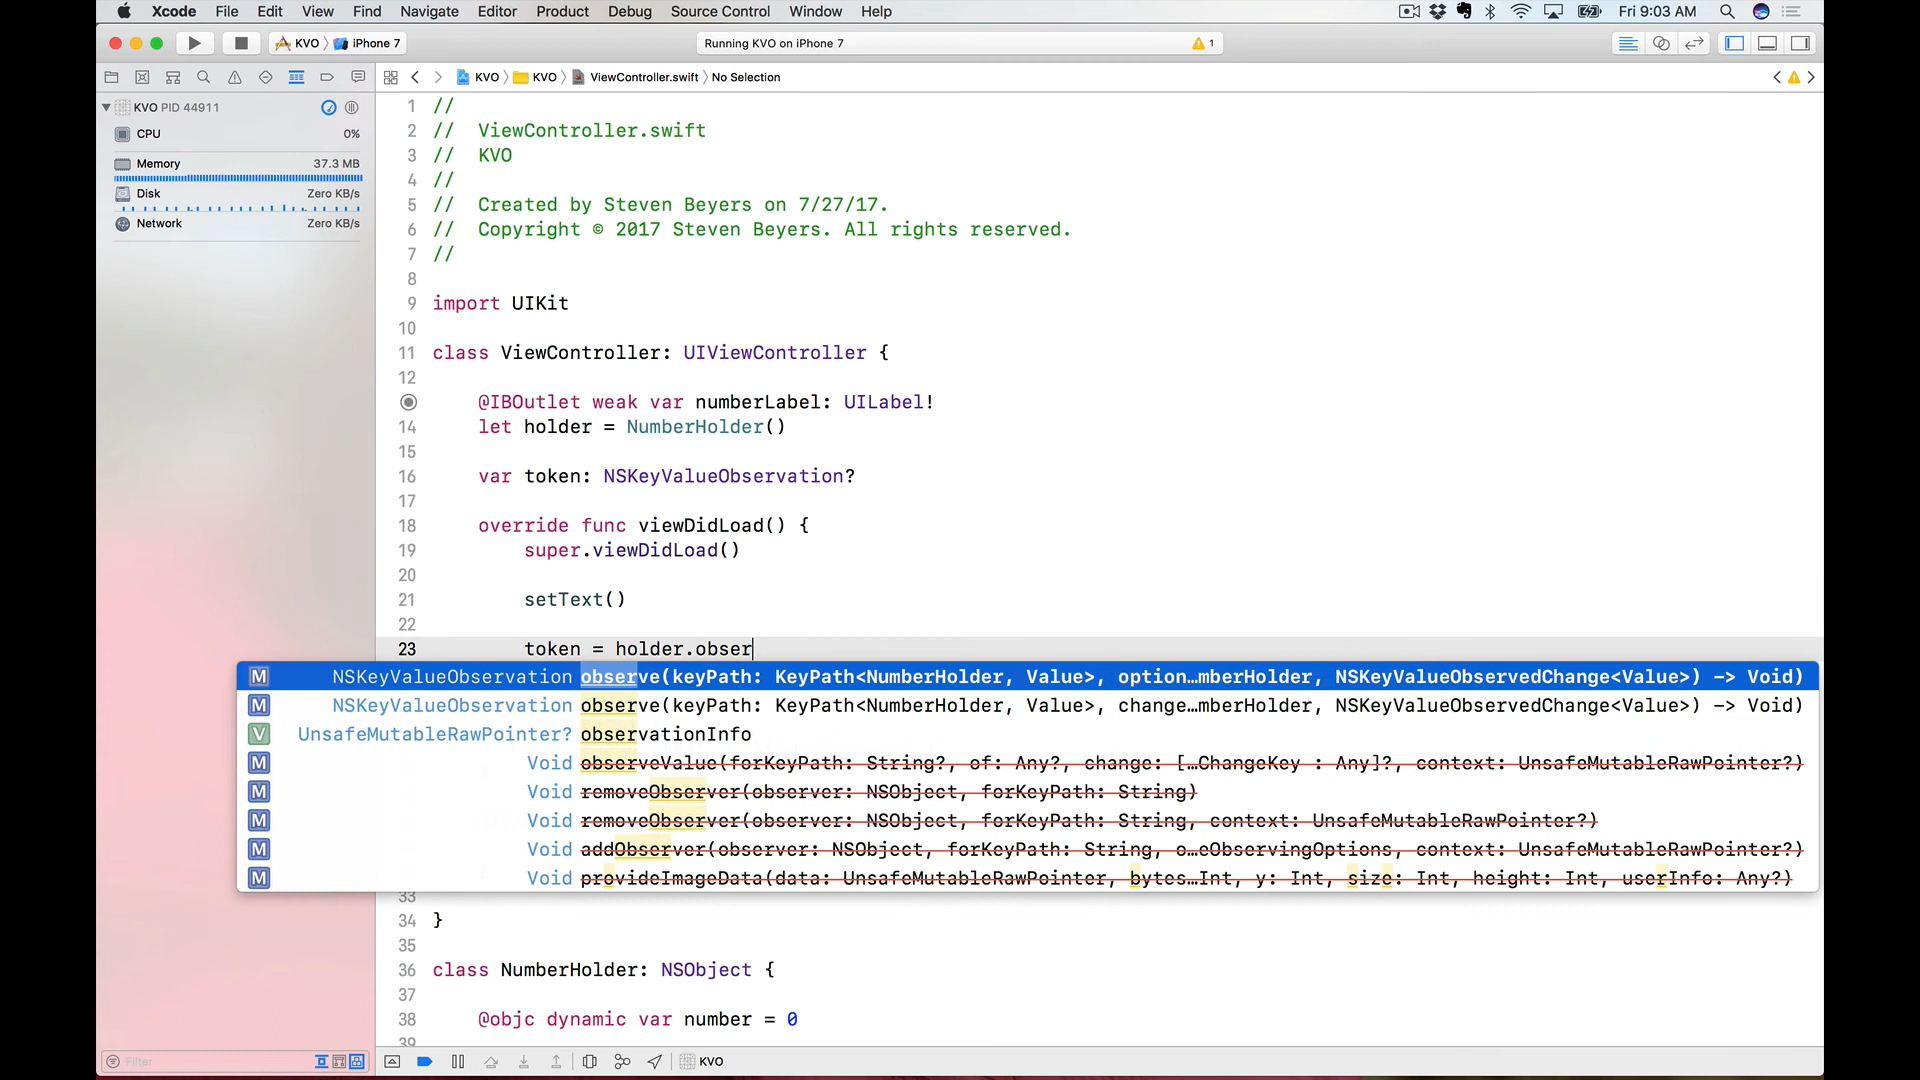 Xcode File Edit View Find Navigate Editor Product Debug Source Control Window Help Fri 9:03 AM
KVO iPhone 7 Running KVO on iPhone 7 1
KVO KVO ViewController.swift No Selection
KVO PID 44911
CPU 0%
Memory 37.3 MB
Disk Zero KB/s
Network Zero KB/s
1 //
2 // ViewController.swift
3 // KVO
4 //
5 // Created by Steven Beyers on 7/27/17.
6 // Copyright © 2017 Steven Beyers. All rights reserved.
7 //
8
9 import UIKit
10
11 class ViewController: UIViewController {
12
@IBOutlet weak var numberLabel: UILabel!
14 let holder = NumberHolder()
15
16 var token: NSKeyValueObservation?
17
18 override func viewDidLoad() {
19 super.viewDidLoad()
20
21 setText()
22
23 token = holder.obser
M NSKeyValueObservation observe(keyPath: KeyPath<NumberHolder, Value>, option…mberHolder, NSKeyValueObservedChange<Value>) -> Void)
M NSKeyValueObservation observe(keyPath: KeyPath<NumberHolder, Value>, change…mberHolder, NSKeyValueObservedChange<Value>) -> Void)
V UnsafeMutableRawPointer? observationInfo
M Void observeValue(forKeyPath: String?, of: Any?, change: […ChangeKey : Any]?, context: UnsafeMutableRawPointer?)
M Void removeObserver(observer: NSObject, forKeyPath: String)
M Void removeObserver(observer: NSObject, forKeyPath: String, context: UnsafeMutableRawPointer?)
M Void addObserver(observer: NSObject, forKeyPath: String, o…eObservingOptions, context: UnsafeMutableRawPointer?)
M Void provideImageData(data: UnsafeMutableRawPointer, bytes…Int, y: Int, size: Int, height: Int, userInfo: Any?)
33
34 }
35
36 class NumberHolder: NSObject {
37
38 @objc dynamic var number = 0
39
Filter KVO